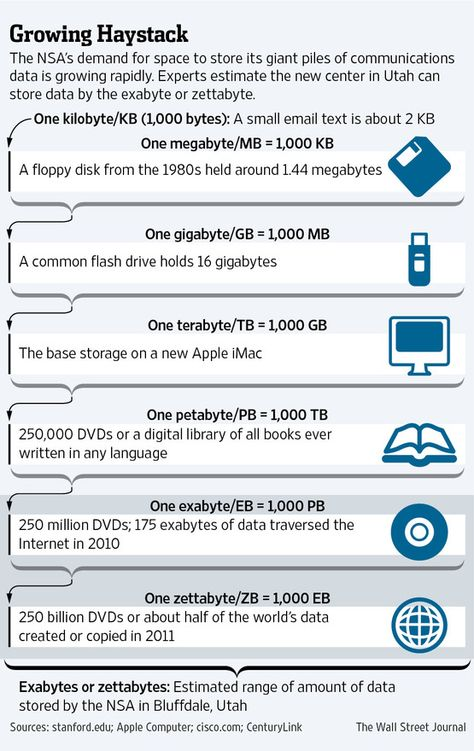 Growing Haystack
The NSA's demand for space to store its giant piles of communications
data is growing rapidly. Experts estimate the new center in Utah can
store data by the exabyte or zettabyte.
One kilobyte/KB (1,000 bytes): A small email text is about 2 KB
One megabyte/MB = 1,000 KB
A floppy disk from the 1980s held around 1.44 megabytes
One gigabyte/GB = 1,000 MB
A common flash drive holds 16 gigabytes
One terabyte/TB = 1,000 GB
The base storage on a new Apple iMac
One petabyte/PB = 1,000 TB
250,000 DVDs or a digital library of all books ever
written in any language
One exabyte/EB = 1,000 PB
250 million DVDs; 175 exabytes of data traversed the
Internet in 2010
One zettabyte/ZB = 1,000 EB
250 billion DVDs or about half of the world's data
created or copied in 2011
Exabytes or zettabytes: Estimated range of amount of data
stored by the NSA in Bluffdale, Utah
Sources: stanford.edu; Apple Computer; cisco.com; CenturyLink
The Wall Street Journal